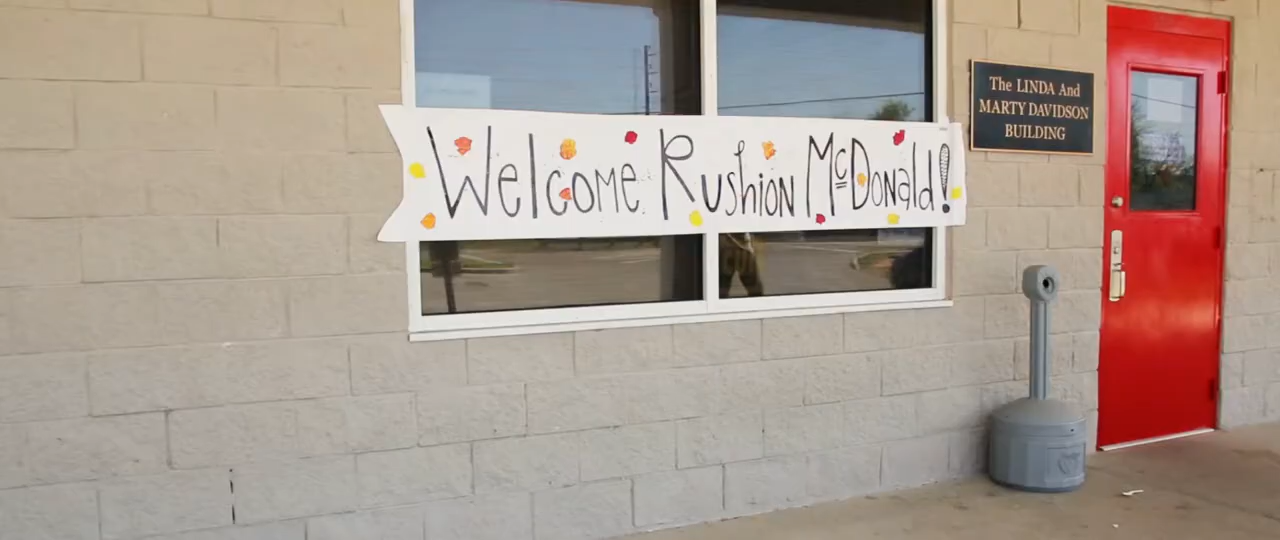 Welcome Rushion McDonald!
The LINDA And
MARTY DAVIDSON
BUILDING